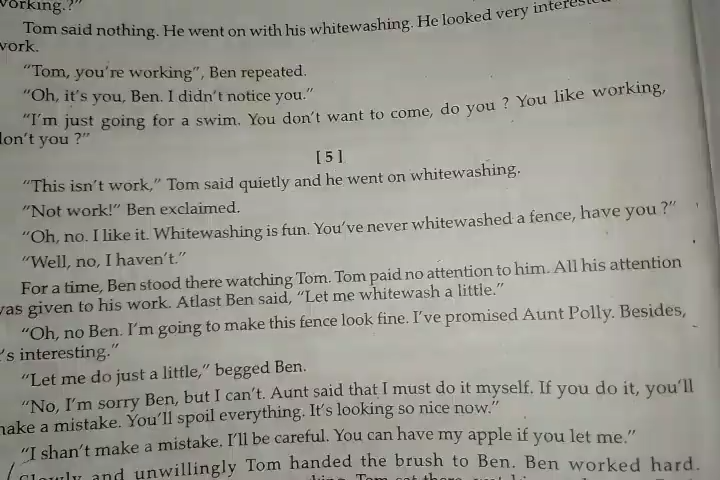 working.?"
Tom said nothing. He went on with his whitewashing. He looked very interested
work.
"Tom, you're working", Ben repeated.
"Oh, it's you, Ben. I didn't notice you."
"I'm just going for a swim. You don't want to come, do you ? You like working,
don't you ?"
[ 5 ]
"This isn't work," Tom said quietly and he went on whitewashing.
"Not work!" Ben exclaimed.
"Oh, no. I like it. Whitewashing is fun. You've never whitewashed a fence, have you ?"
"Well, no, I haven't."
For a time, Ben stood there watching Tom. Tom paid no attention to him. All his attention
was given to his work. Atlast Ben said, "Let me whitewash a little."
"Oh, no Ben. I'm going to make this fence look fine. I've promised Aunt Polly. Besides,
's interesting."
"Let me do just a little," begged Ben.
"No, I'm sorry Ben, but I can't. Aunt said that I must do it myself. If you do it, you'll
make a mistake. You'll spoil everything. It's looking so nice now."
"I shan't make a mistake. I'll be careful. You can have my apple if you let me."
Slowly and unwillingly Tom handed the brush to Ben. Ben worked hard.
Tom sat there